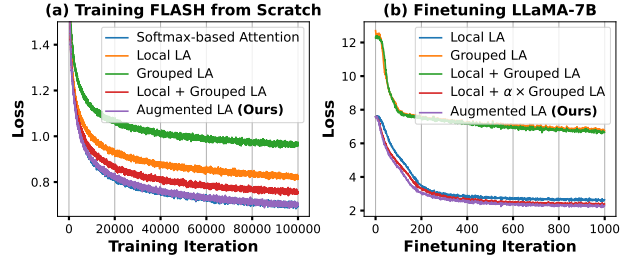 (a) Training FLASH from Scratch
Loss
1.4
1.2
1.0
0.8
Softmax-based Attention
Local LA
Grouped LA
Local + Grouped LA
Augmented LA (Ours)
0 20000 40000 60000 80000 100000
Training Iteration
(b) Finetuning LLaMA-7B
Loss
12
10
8
6
4
2
Local LA
Grouped LA
Local + Grouped LA
Local + α × Grouped LA
Augmented LA (Ours)
0 200 400 600 800 1000
Finetuning Iteration